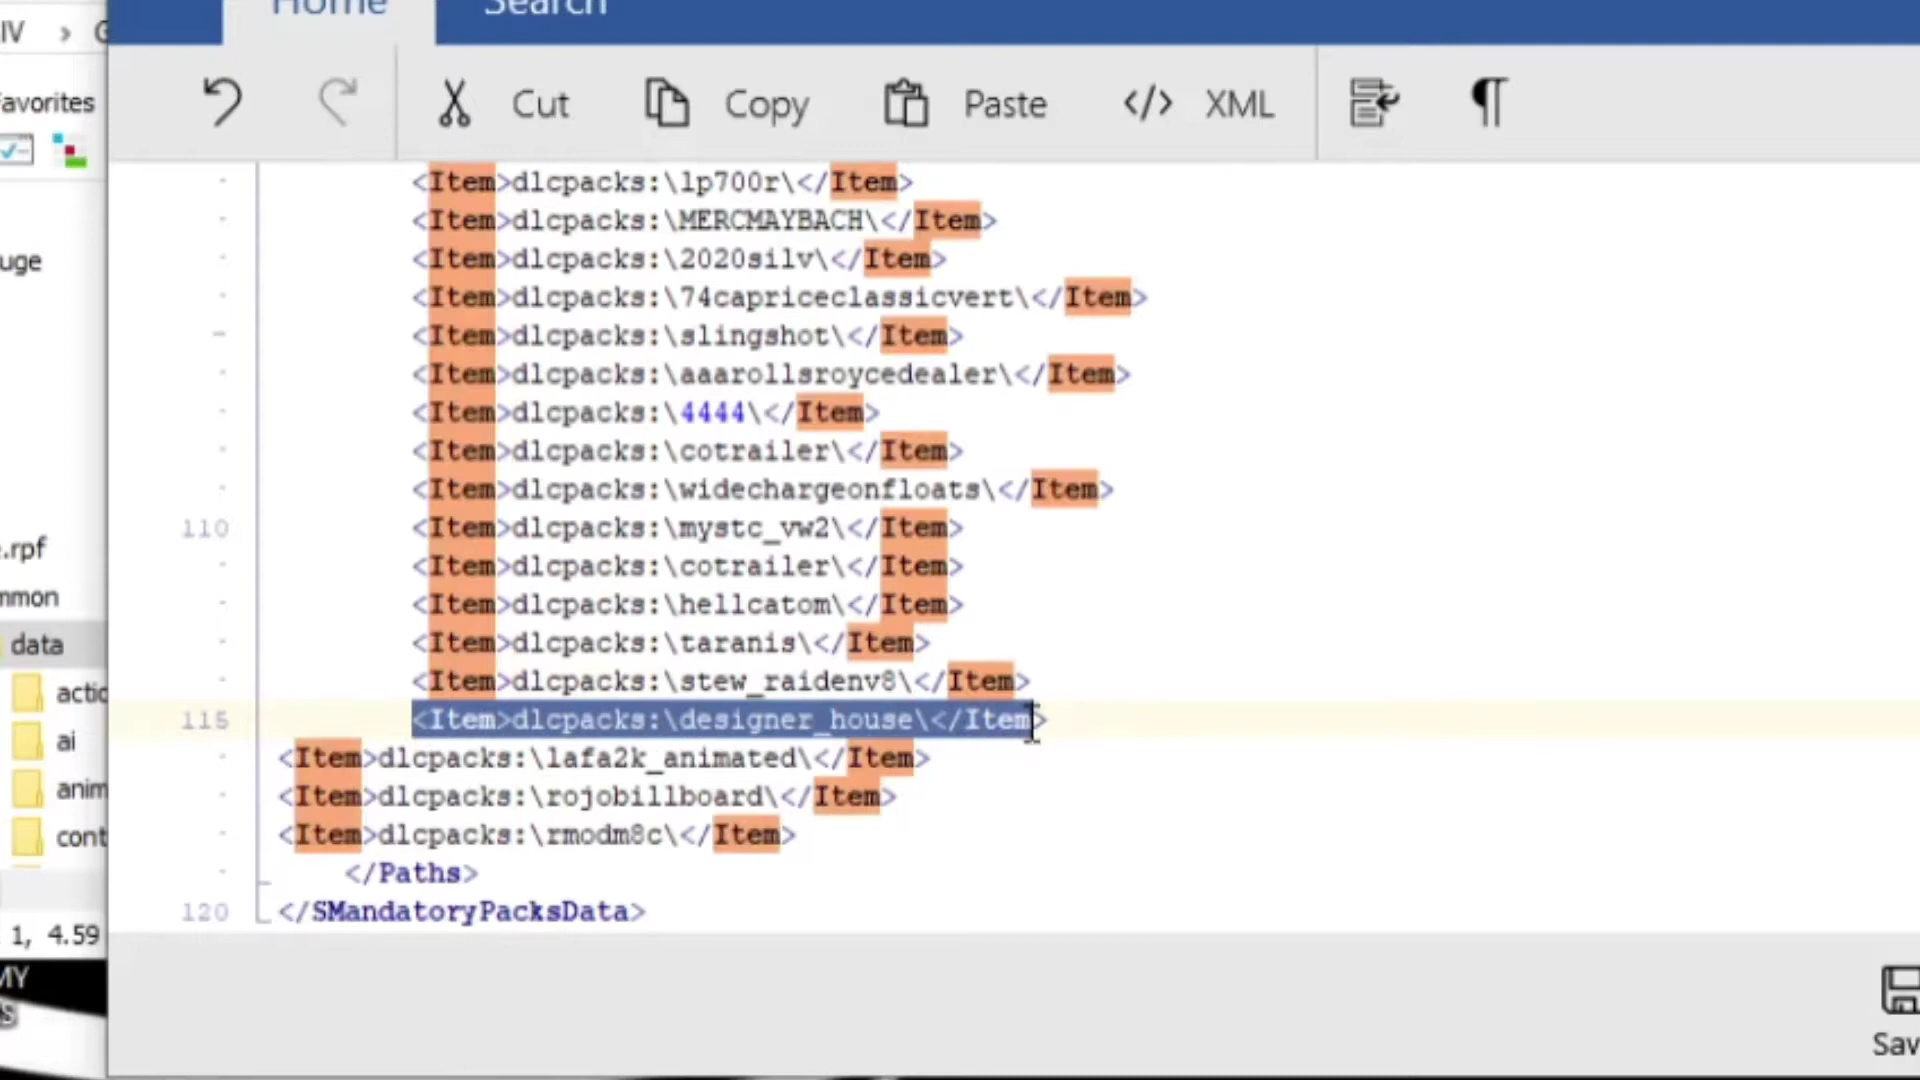 IV > G
Home Search
Favorites
Cut Copy Paste </> XML
<Item>dlcpacks:\lp700r\</Item>
<Item>dlcpacks:\MERCMAYBACH\</Item>
<Item>dlcpacks:\2020silv\</Item>
<Item>dlcpacks:\74capriceclassicvert\</Item>
<Item>dlcpacks:\slingshot\</Item>
<Item>dlcpacks:\aaarollsroycedealer\</Item>
<Item>dlcpacks:\4444\</Item>
<Item>dlcpacks:\cotrailer\</Item>
<Item>dlcpacks:\widechargeonfloats\</Item>
110 <Item>dlcpacks:\mystc_vw2\</Item>
<Item>dlcpacks:\cotrailer\</Item>
<Item>dlcpacks:\hellcatom\</Item>
<Item>dlcpacks:\taranis\</Item>
<Item>dlcpacks:\stew_raidenv8\</Item>
115 <Item>dlcpacks:\designer_house\</Item>
<Item>dlcpacks:\lafa2k_animated\</Item>
<Item>dlcpacks:\rojobillboard\</Item>
<Item>dlcpacks:\rmodm8c\</Item>
</Paths>
120 </SMandatoryPacksData>
uge
e.rpf
mmon
data
actio
ai
anim
cont
1, 4.59
MY
s
Sav